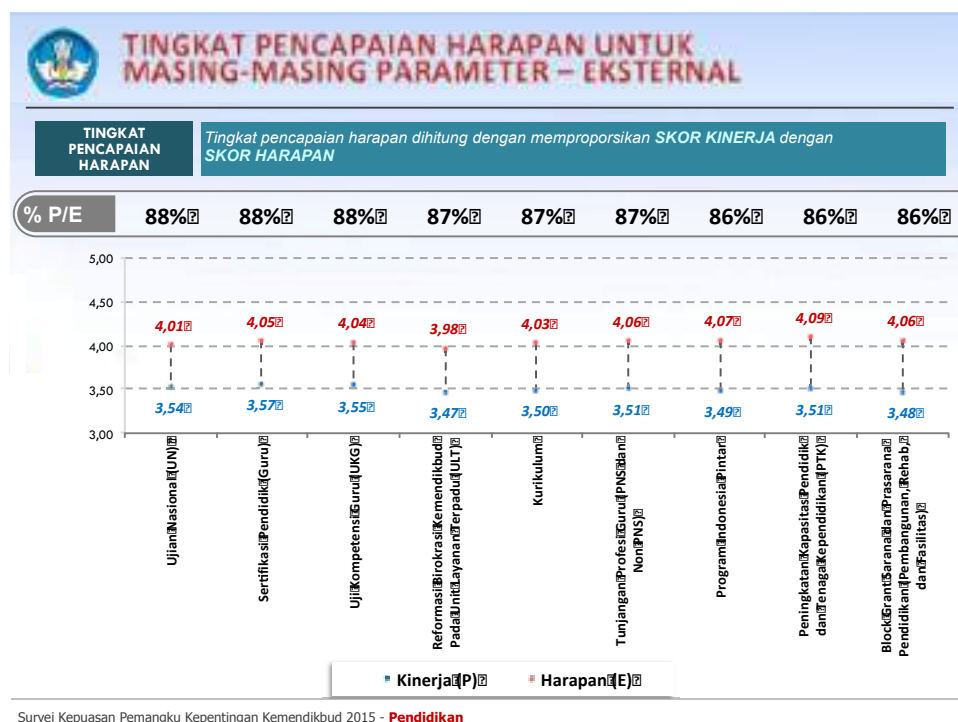 TINGKAT PENCAPAIAN HARAPAN UNTUK
MASING-MASING PARAMETER – EKSTERNAL
TINGKAT
PENCAPAIAN
HARAPAN
Tingkat pencapaian harapan dihitung dengan memproporsikan SKOR KINERJA dengan
SKOR HARAPAN
% P/E 88% 88% 88% 87% 87% 87% 86% 86% 86%
5,00
4,50
4,01 4,05 4,04 3,98 4,03 4,06 4,07 4,09 4,06
4,00
3,50
3,54 3,57 3,55 3,47 3,50 3,51 3,49 3,51 3,48
3,00
Ujian Nasional (UN)
Sertifikasi Pendidik (Guru)
Uji Kompetensi Guru (UKG)
Reformasi Birokrasi Kemendikbud
Pada Unit Layanan Terpadu (ULT)
Kurikulum
Tunjangan Profesi Guru (PNS dan
Non PNS)
Program Indonesia Pintar
Peningkatan Kapasitas Pendidik
dan Tenaga Kependidikan (PTK)
Block Grant Sarana dan Prasarana
Pendidikan (Pembangunan, Rehab,
dan Fasilitas)
Kinerja (P) Harapan (E)
Survei Kepuasan Pemangku Kepentingan Kemendikbud 2015 - Pendidikan